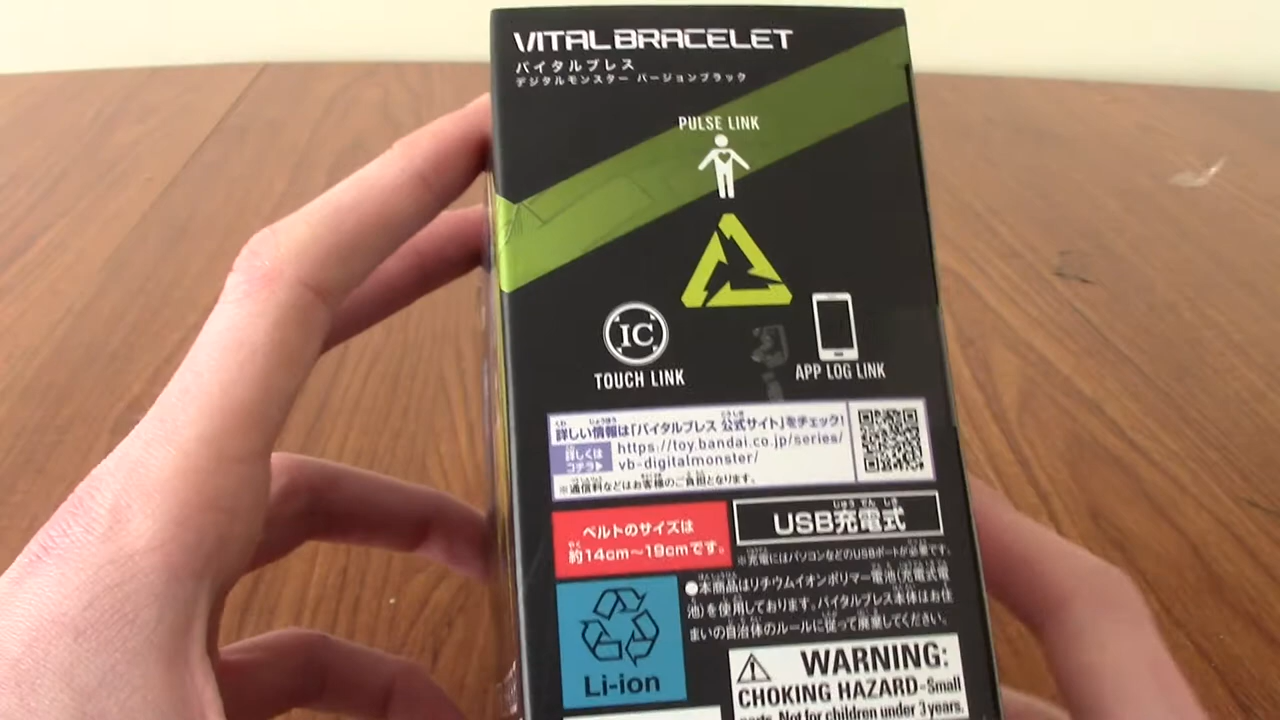 VITAL BRACELET
バイタルブレス
デジタルモンスター バージョンブラック
PULSE LINK
IC
TOUCH LINK
APP LOG LINK
詳しい情報は「バイタルブレス 公式サイト」をチェック!
詳しくは
コチラ▶
https://toy.bandai.co.jp/series/
vb-digitalmonster/
※通信料などはお客様のご負担となります。
ベルトのサイズは
約14cm～19cmです。
USB充電式
※充電にはパソコンなどのUSBポートが必要です。
●本商品はリチウムイオンポリマー電池(充電式電
池)を使用しております。バイタルブレス本体はお住
まいの自治体のルールに従って廃棄してください。
Li-ion
WARNING:
CHOKING HAZARD-Small
parts. Not for children under 3 years.